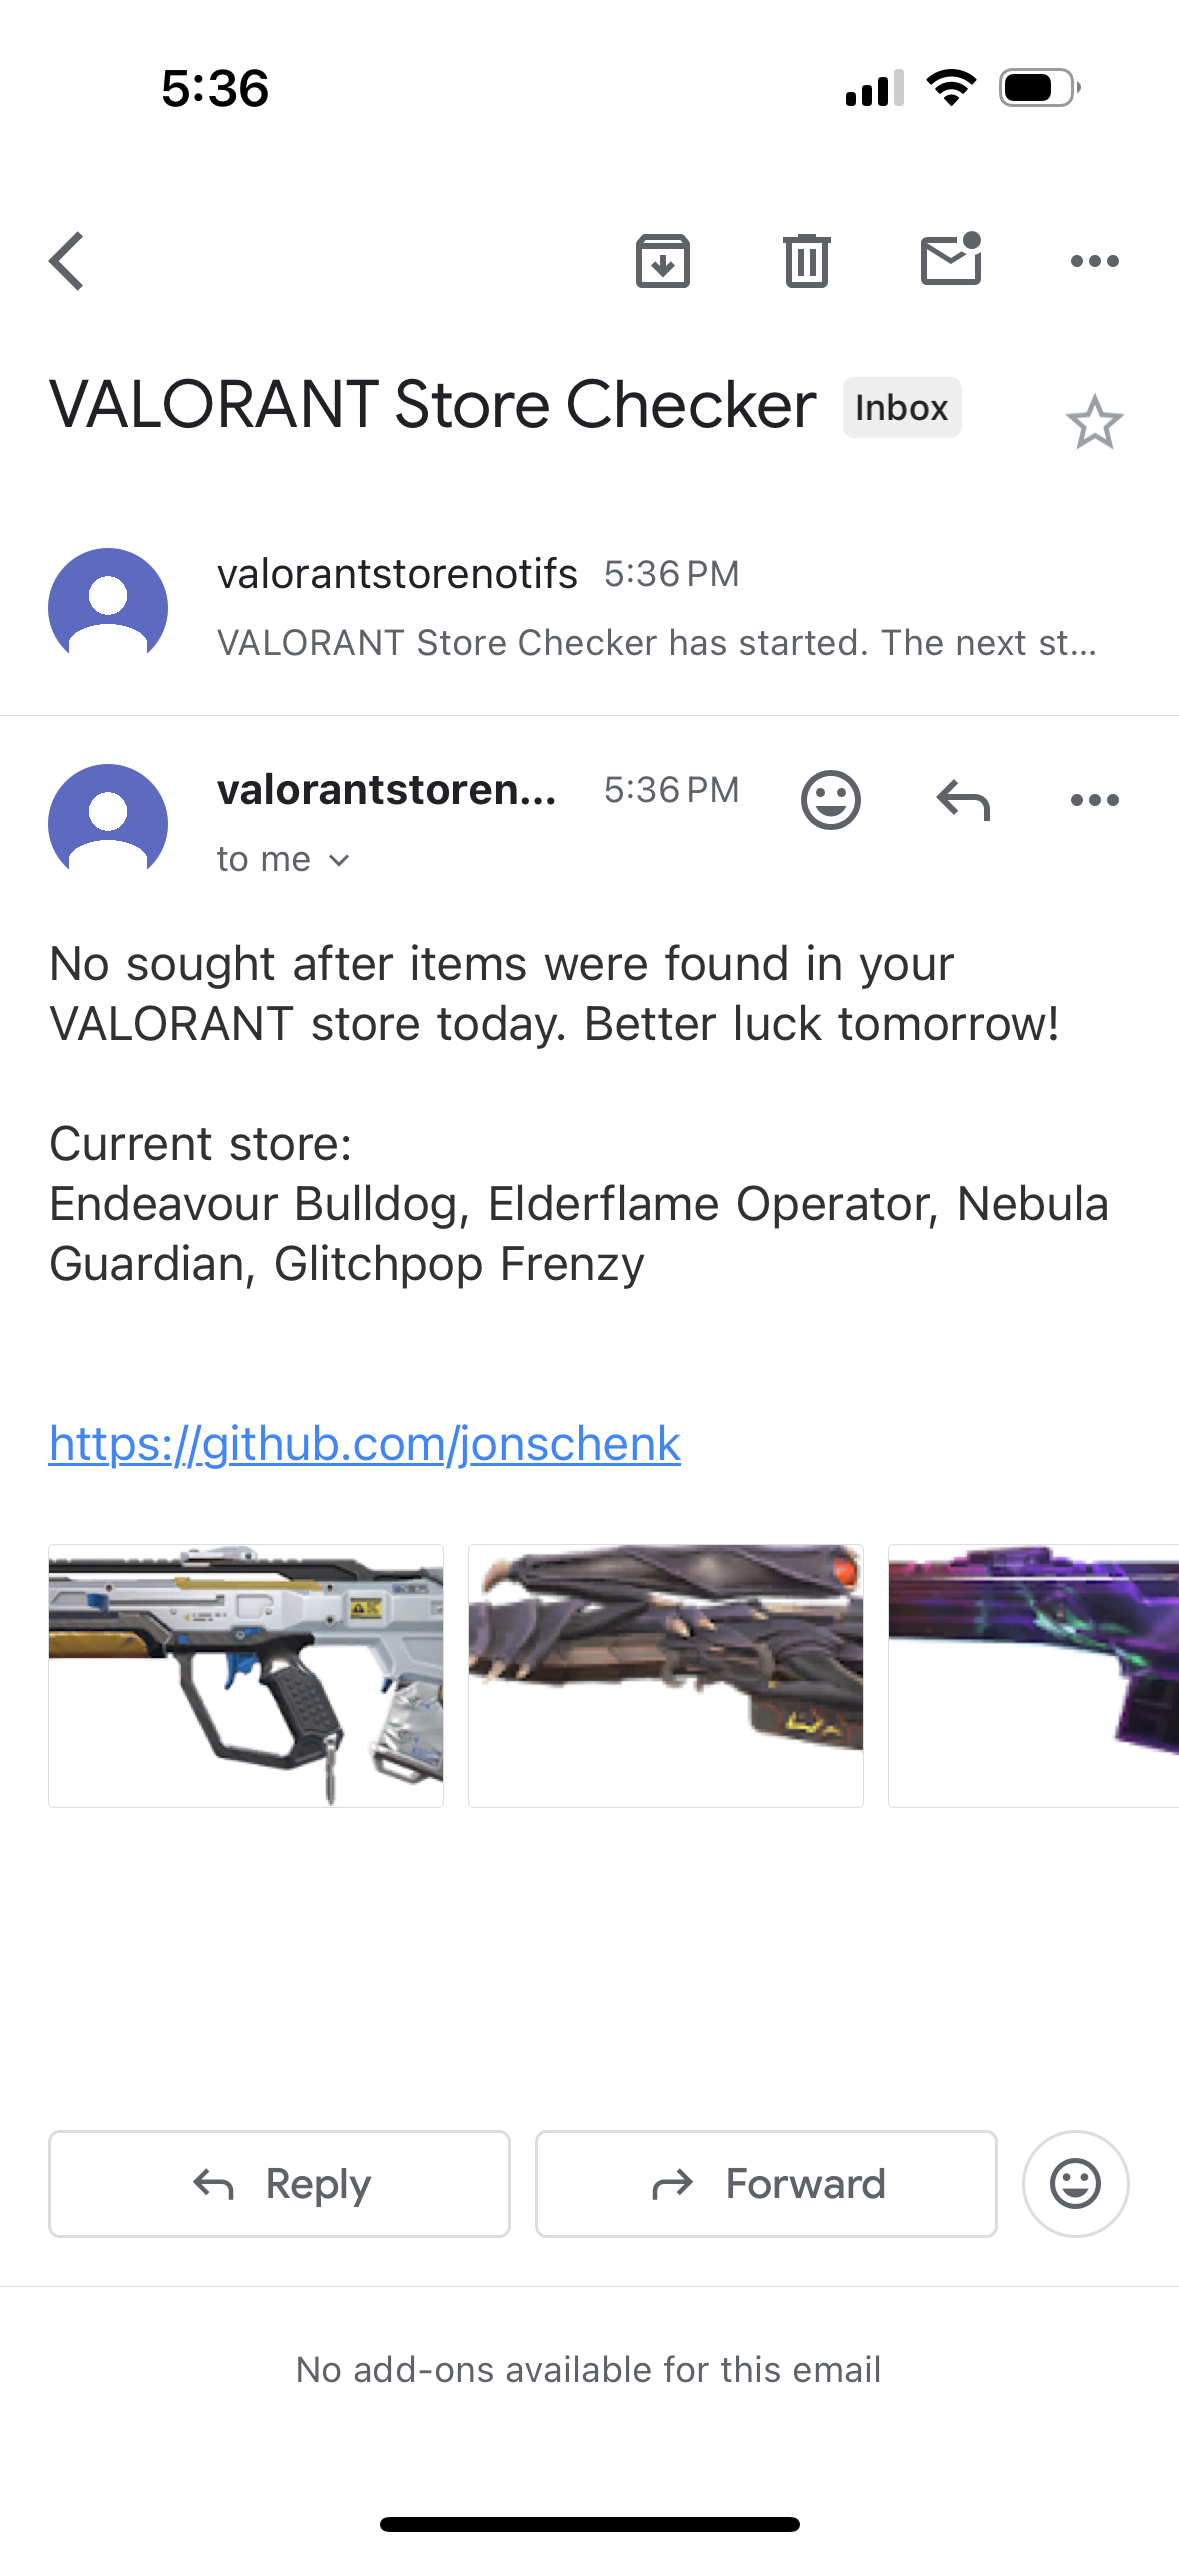 5:36
VALORANT Store Checker Inbox
valorantstorenotifs 5:36 PM
VALORANT Store Checker has started. The next st...
valorantstoren... 5:36 PM
to me
No sought after items were found in your
VALORANT store today. Better luck tomorrow!
Current store:
Endeavour Bulldog, Elderflame Operator, Nebula
Guardian, Glitchpop Frenzy
https://github.com/jonschenk
Reply
Forward
No add-ons available for this email